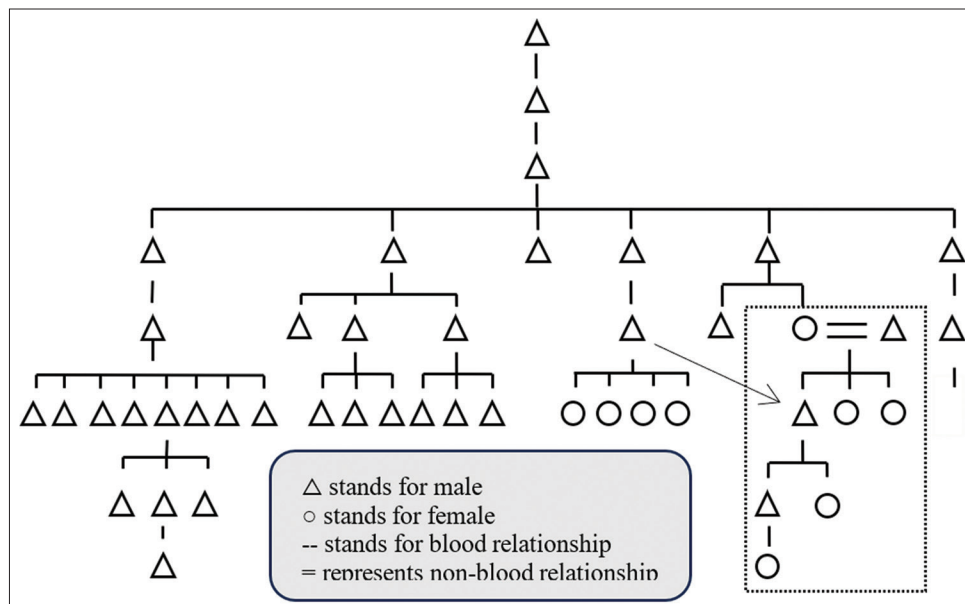 △ stands for male
○ stands for female
-- stands for blood relationship
= represents non-blood relationship